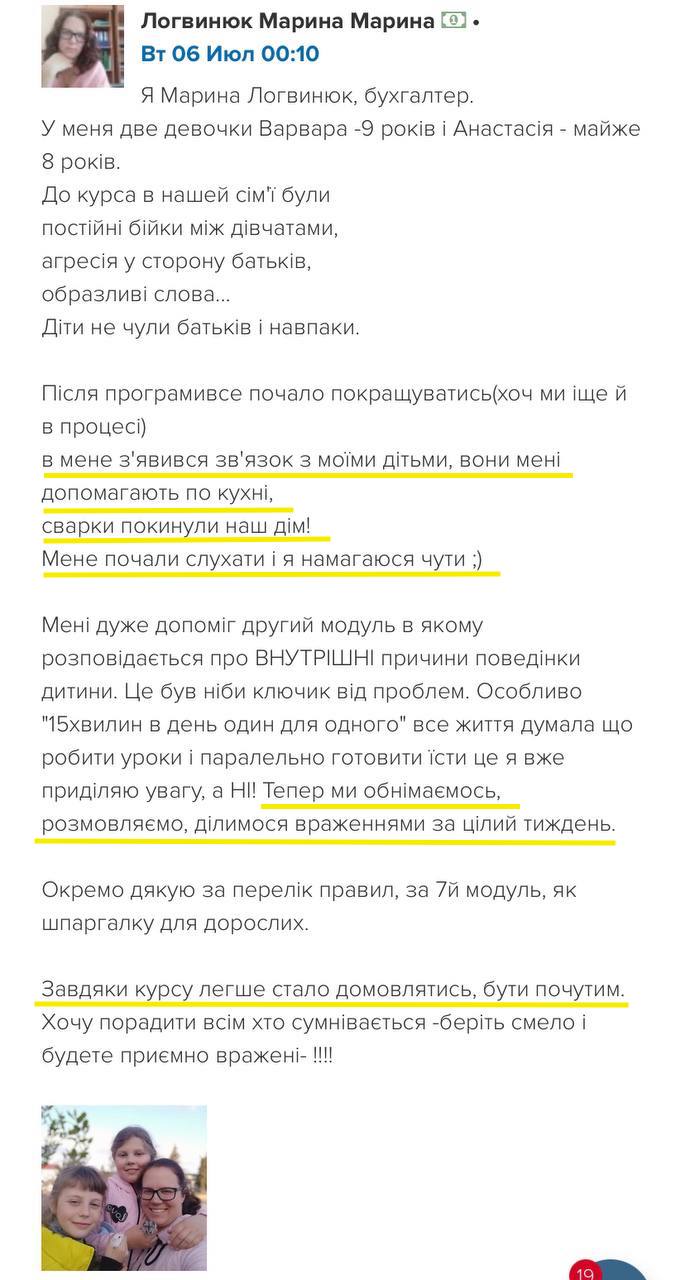 Логвинюк Марина Марина •
Вт 06 Июл 00:10
Я Марина Логвинюк, бухгалтер.
У меня две девочки Варвара -9 років і Анастасія - майже
8 років.
До курса в нашей сім'ї були
постійні бійки між дівчатами,
агресія у сторону батьків,
образливі слова...
Діти не чули батьків і навпаки.
Після програмивсе почало покращуватись(хоч ми іще й
в процесі)
в мене з'явився зв'язок з моїми дітьми, вони мені
допомагають по кухні,
сварки покинули наш дім!
Мене почали слухати і я намагаюся чути ;)
Мені дуже допоміг другий модуль в якому
розповідається про ВНУТРІШНІ причини поведінки
дитини. Це був ніби ключик від проблем. Особливо
"15хвилин в день один для одного" все життя думала що
робити уроки і паралельно готовити їсти це я вже
приділяю увагу, а НІ! Тепер ми обнімаємось,
розмовляємо, ділимося враженнями за цілий тиждень.
Окремо дякую за перелік правил, за 7й модуль, як
шпаргалку для дорослих.
Завдяки курсу легше стало домовлятись, бути почутим.
Хочу порадити всім хто сумнівається -беріть смело і
будете приємно вражені- !!!!
19